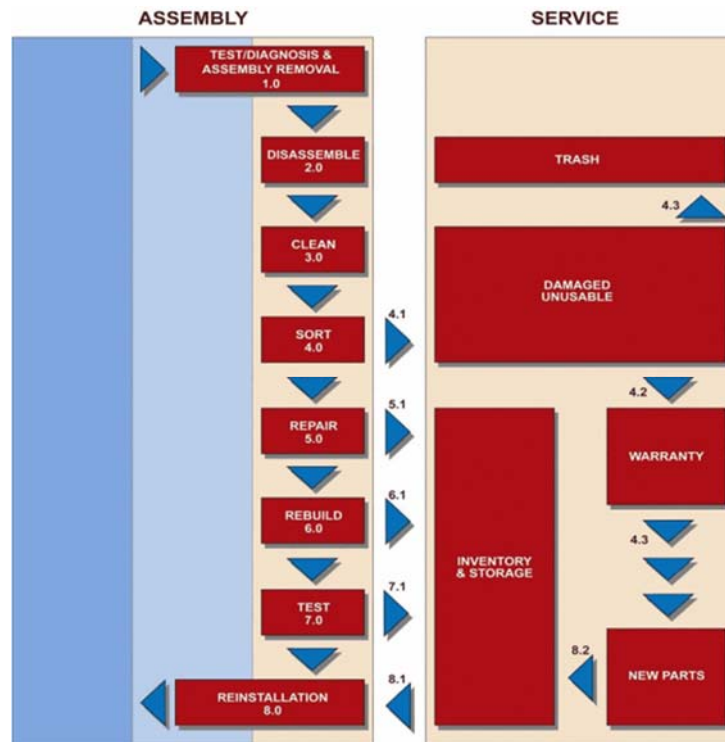 ASSEMBLY
SERVICE
TEST/DIAGNOSIS &
ASSEMBLY REMOVAL
1.0
DISASSEMBLE
2.0
TRASH
4.3
CLEAN
3.0
DAMAGED
UNUSABLE
SORT
4.0
4.1
4.2
REPAIR
5.0
5.1
WARRANTY
REBUILD
6.0
6.1
4.3
INVENTORY
& STORAGE
TEST
7.0
7.1
8.2
NEW PARTS
REINSTALLATION
8.0
8.1